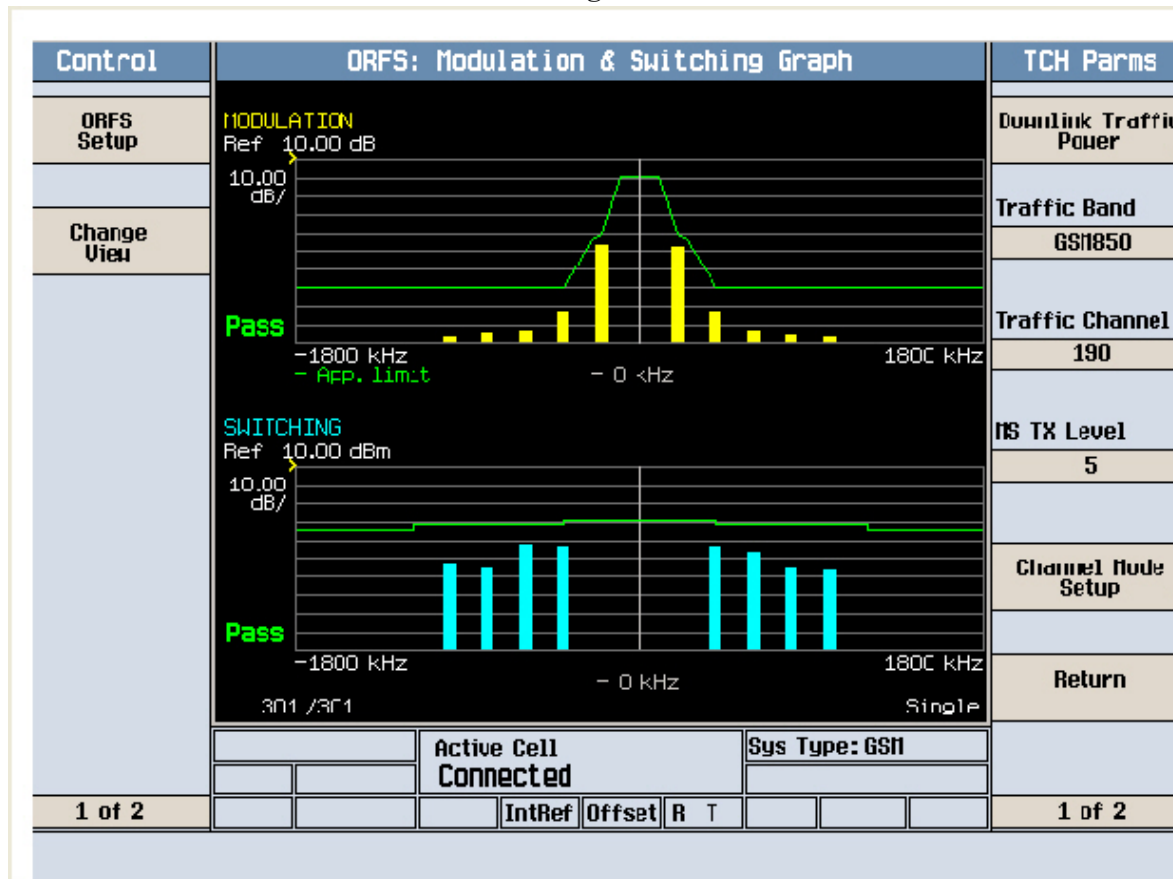 Control
ORFS: Modulation & Switching Graph
TCH Parms
ORFS
Setup
Change
View
1 of 2
MODULATION
Ref 10.00 dB
10.00
dB/
Pass
-1800 kHz
1800 kHz
- App. limit
- 0 kHz
SWITCHING
Ref 10.00 dBm
10.00
dB/
Pass
-1800 kHz
1800 kHz
- 0 kHz
301/301
Single
Active Cell
Connected
Sys Type: GSM
IntRef
Offset
R T
Downlink Traffi
Power
Traffic Band
GSM850
Traffic Channel
190
MS TX Level
5
Channel Mode
Setup
Return
1 of 2